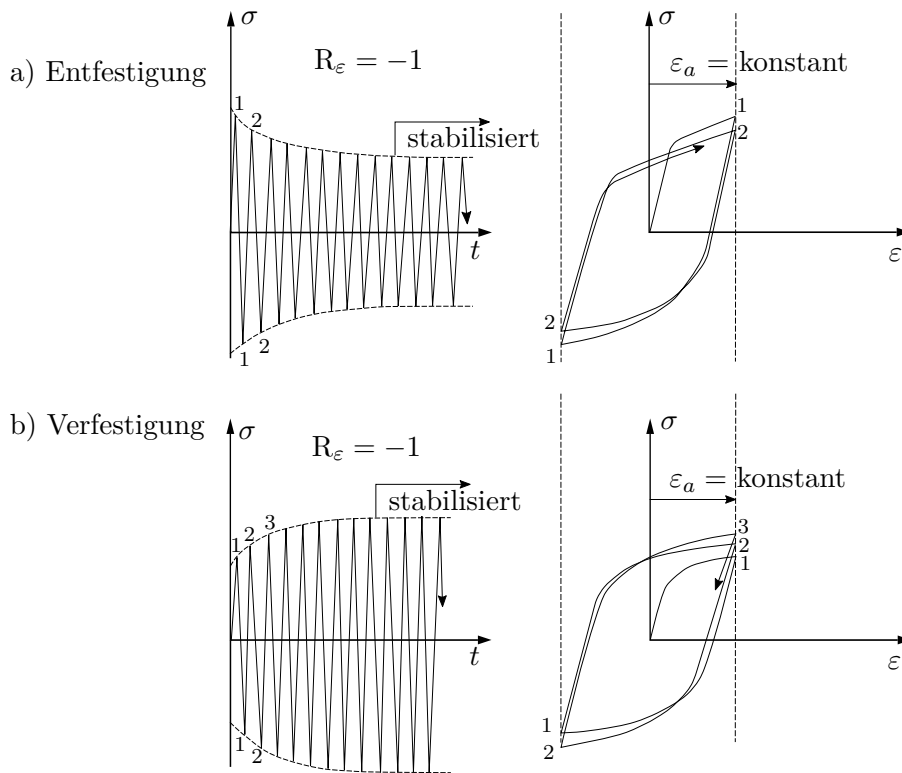 a) Entfestigung
σ
R_ε = −1
1
2
stabilisiert
t
1
2
σ
ε_a = konstant
1
2
ε
2
1
b) Verfestigung
σ
R_ε = −1
1
2
3
stabilisiert
t
1
2
σ
ε_a = konstant
3
2
1
ε
1
2